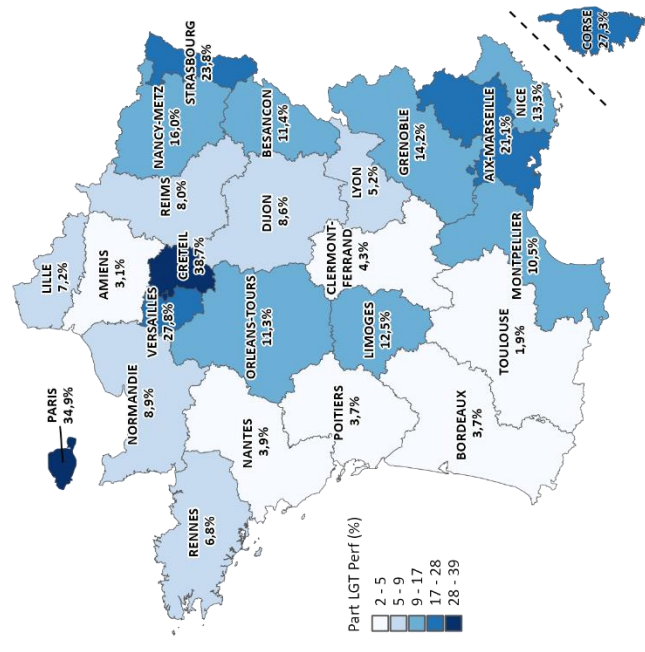 PARIS
34,9%
LILLE
7,2%
AMIENS
3,1%
NORMANDIE
8,9%
REIMS
8,0%
NANCY-METZ
16,0%
STRASBOURG
23,8%
VERSAILLES
27,8%
CRETEIL
38,7%
RENNES
6,8%
ORLEANS-TOURS
11,3%
DIJON
8,6%
BESANCON
11,4%
NANTES
3,9%
POITIERS
3,7%
LIMOGES
12,5%
CLERMONT-
FERRAND
4,3%
LYON
5,2%
GRENOBLE
14,2%
BORDEAUX
3,7%
TOULOUSE
1,9%
MONTPELLIER
10,5%
AIX-MARSEILLE
21,1%
NICE
13,3%
CORSE
27,3%
Part LGT Perf (%)
2 - 5
5 - 9
9 - 17
17 - 28
28 - 39